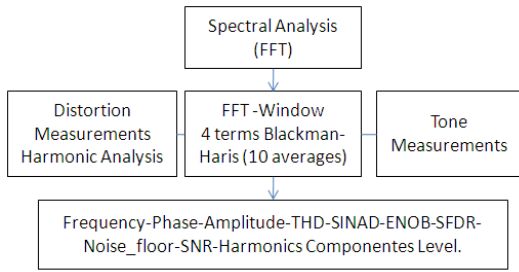 Spectral Analysis
(FFT)
Distortion
Measurements
Harmonic Analysis
FFT -Window
4 terms Blackman-
Haris (10 averages)
Tone
Measurements
Frequency-Phase-Amplitude-THD-SINAD-ENOB-SFDR-
Noise_floor-SNR-Harmonics Componentes Level.